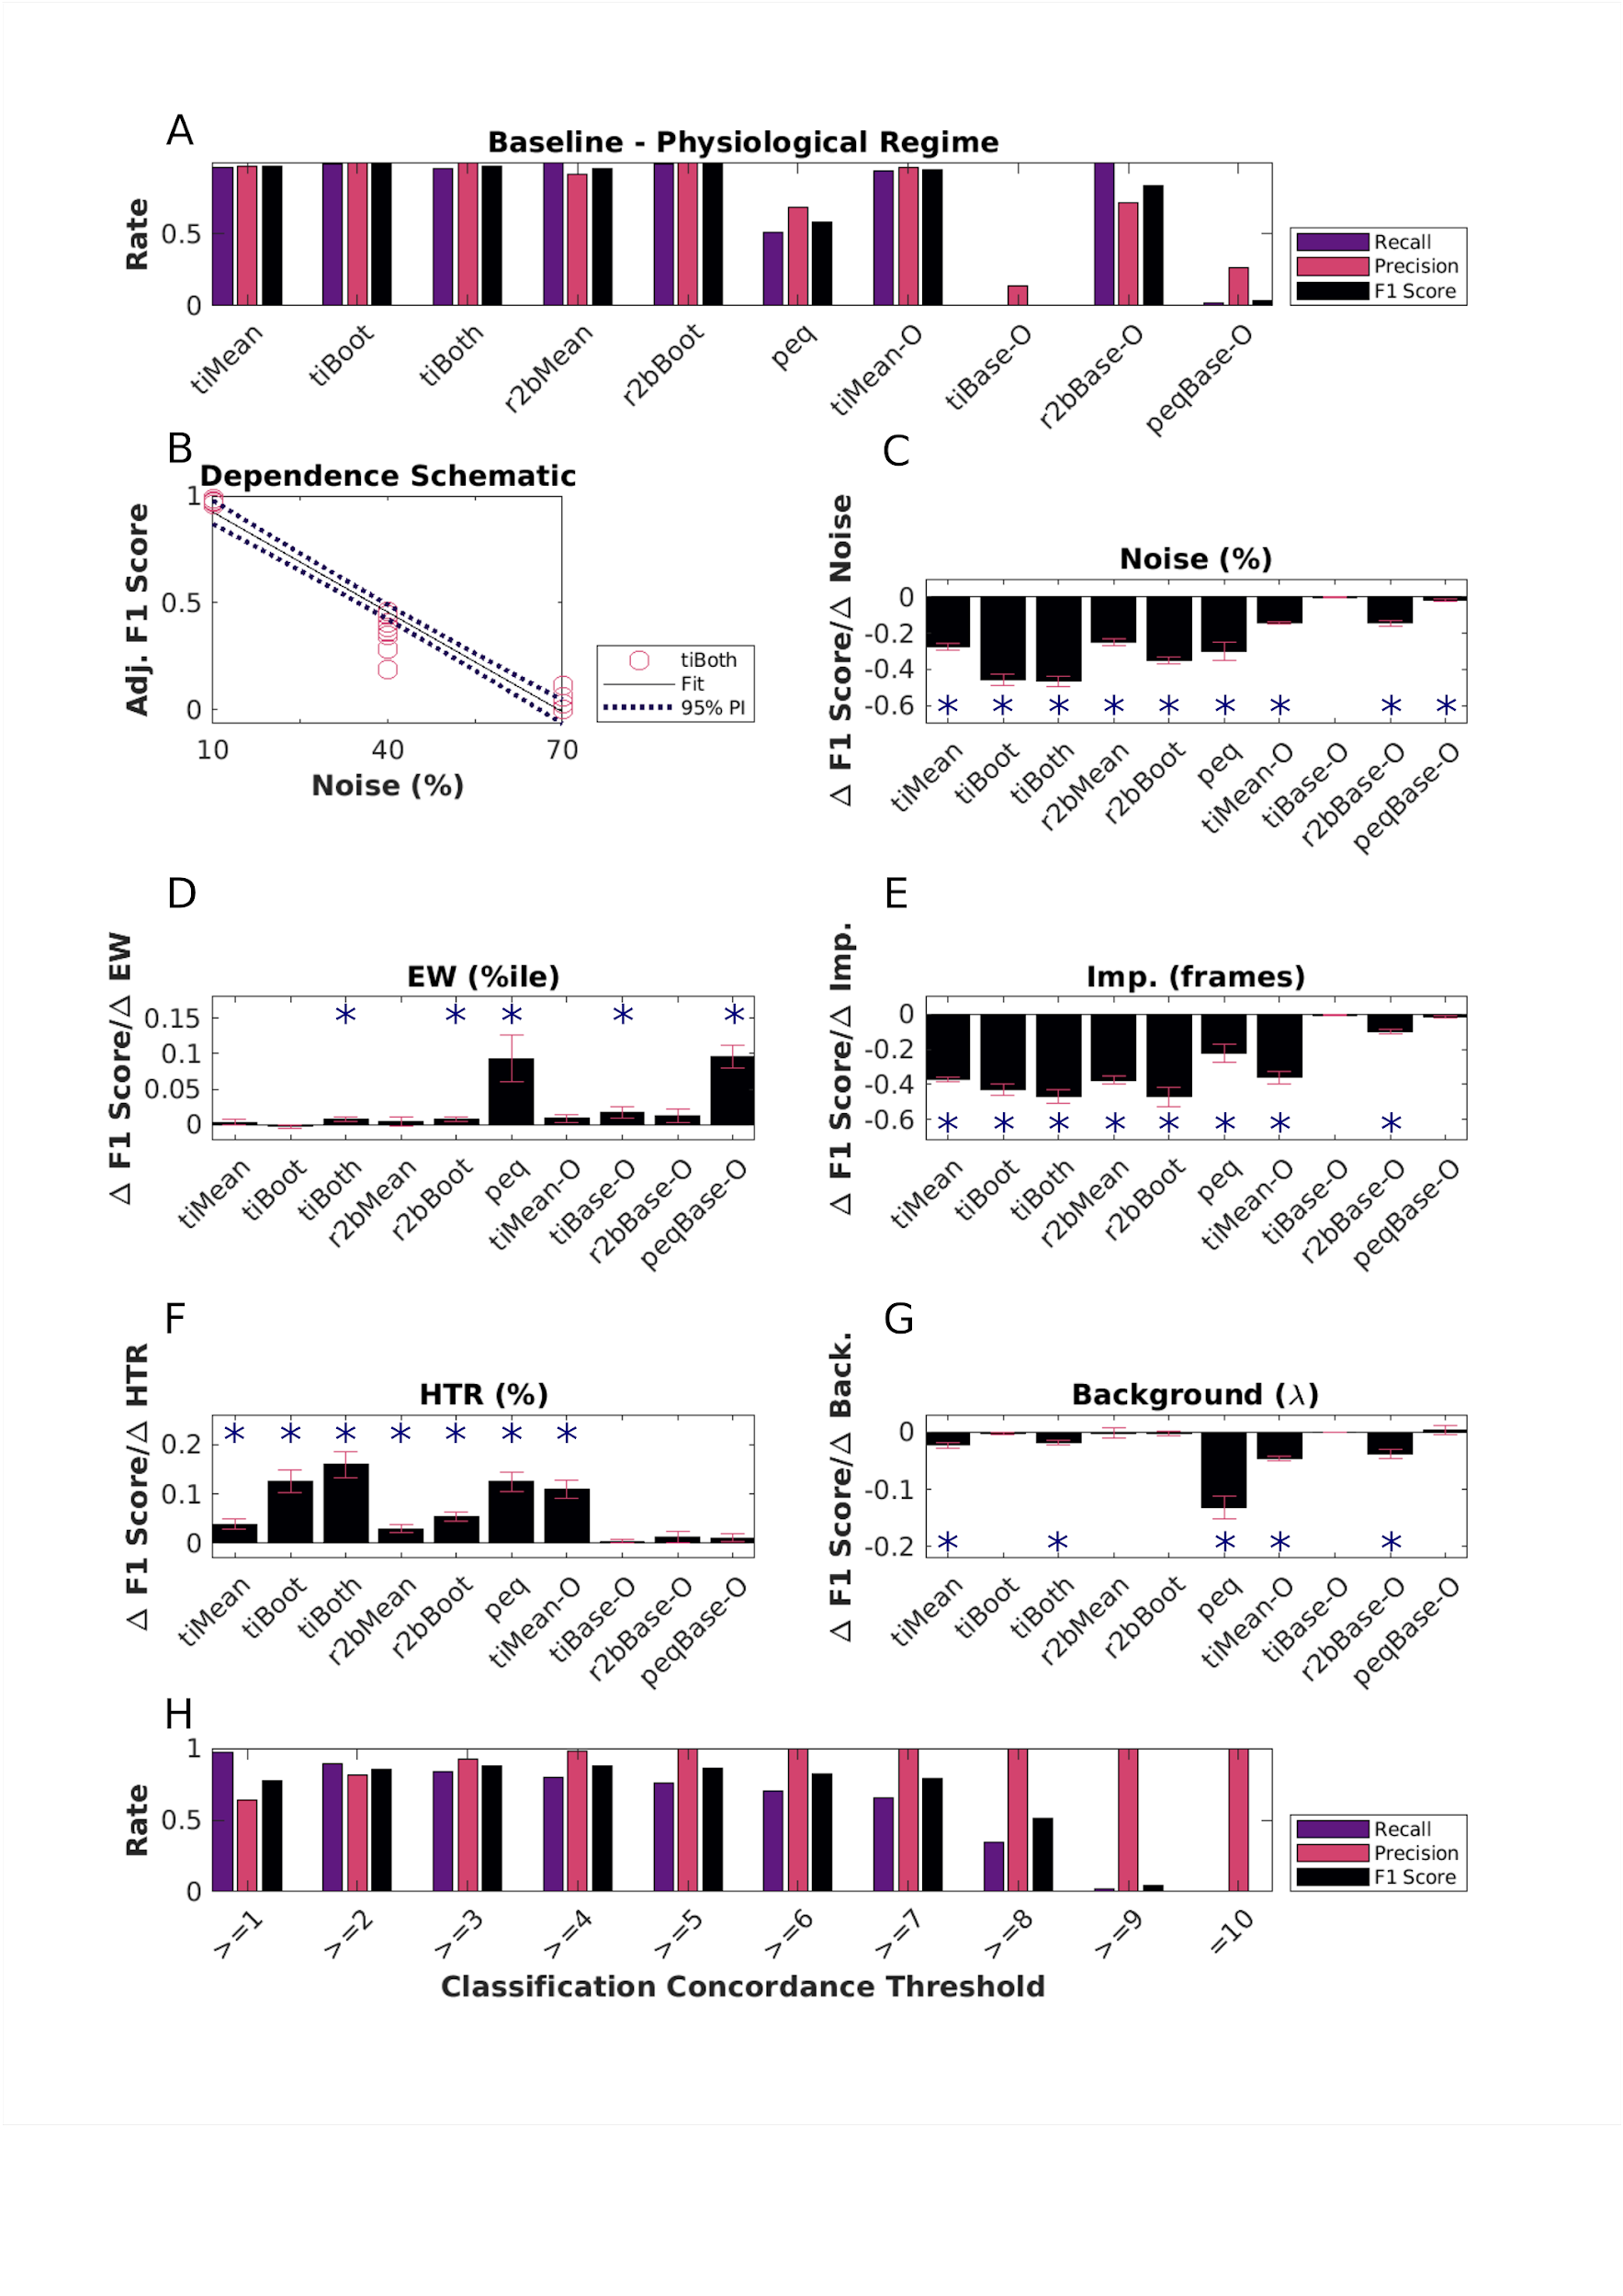 A
Baseline - Physiological Regime
Rate
0.5
0
tiMean
tiBoot
tiBoth
r2bMean
r2bBoot
peq
tiMean-O
tiBase-O
r2bBase-O
peqBase-O
Recall
Precision
F1 Score
B
Dependence Schematic
Adj. F1 Score
1
0.5
0
10
40
70
Noise (%)
tiBoth
Fit
95% PI
C
Noise (%)
Δ F1 Score/Δ Noise
0
-0.2
-0.4
-0.6
* * * * * * * * *
tiMean
tiBoot
tiBoth
r2bMean
r2bBoot
peq
tiMean-O
tiBase-O
r2bBase-O
peqBase-O
D
EW (%ile)
Δ F1 Score/Δ EW
0.15
0.1
0.05
0
* * * * *
tiMean
tiBoot
tiBoth
r2bMean
r2bBoot
peq
tiMean-O
tiBase-O
r2bBase-O
peqBase-O
E
Imp. (frames)
Δ F1 Score/Δ Imp.
0
-0.2
-0.4
-0.6
* * * * * * * *
tiMean
tiBoot
tiBoth
r2bMean
r2bBoot
peq
tiMean-O
tiBase-O
r2bBase-O
peqBase-O
F
HTR (%)
Δ F1 Score/Δ HTR
0.2
0.1
0
* * * * * * *
tiMean
tiBoot
tiBoth
r2bMean
r2bBoot
peq
tiMean-O
tiBase-O
r2bBase-O
peqBase-O
G
Background (λ)
Δ F1 Score/Δ Back.
0
-0.1
-0.2
* * * * *
tiMean
tiBoot
tiBoth
r2bMean
r2bBoot
peq
tiMean-O
tiBase-O
r2bBase-O
peqBase-O
H
Rate
1
0.5
0
>=1
>=2
>=3
>=4
>=5
>=6
>=7
>=8
>=9
=10
Classification Concordance Threshold
Recall
Precision
F1 Score